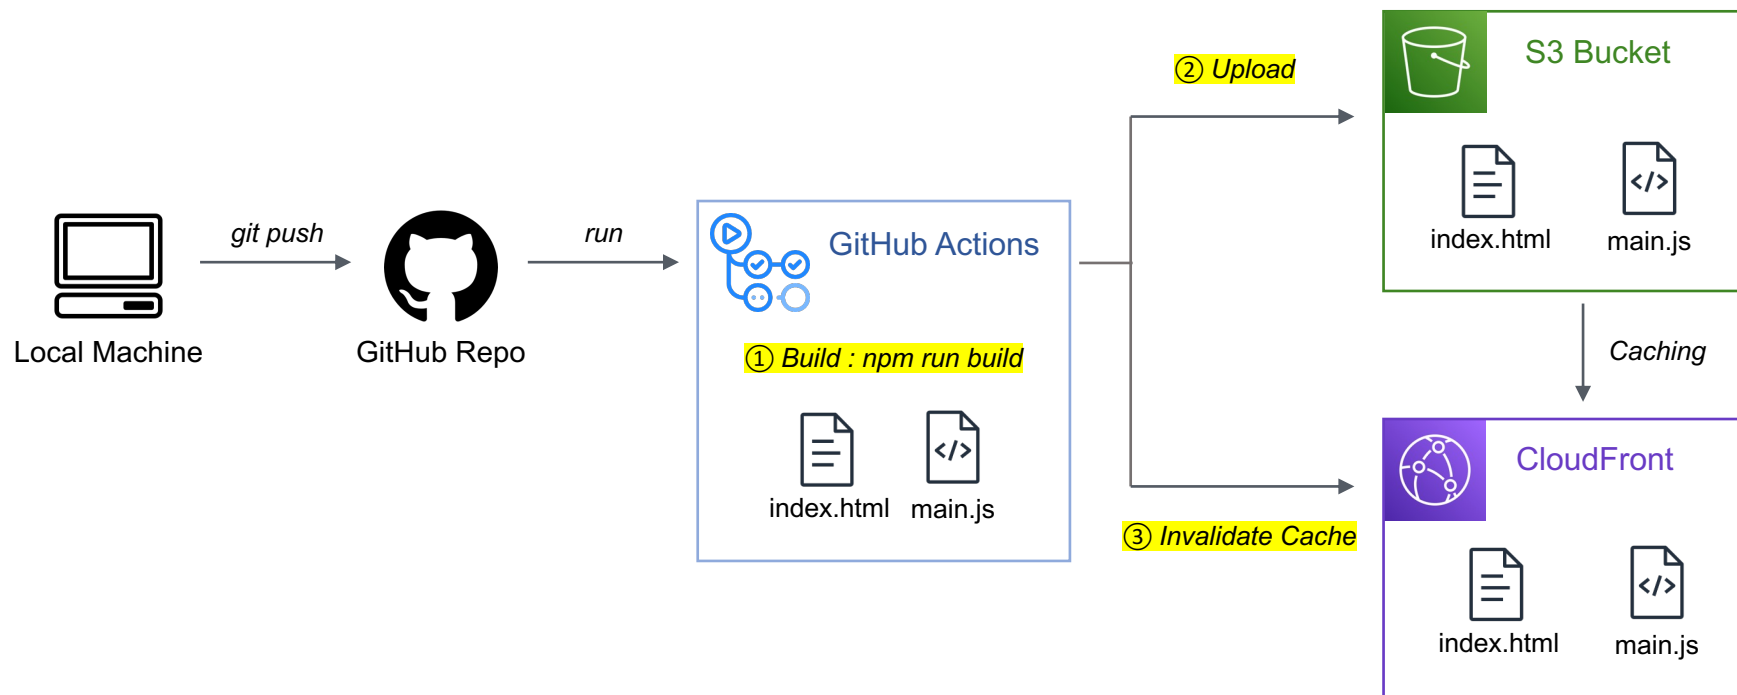 Local Machine
git push
GitHub Repo
run
GitHub Actions
① Build : npm run build
index.html
main.js
② Upload
S3 Bucket
index.html
main.js
Caching
③ Invalidate Cache
CloudFront
index.html
main.js